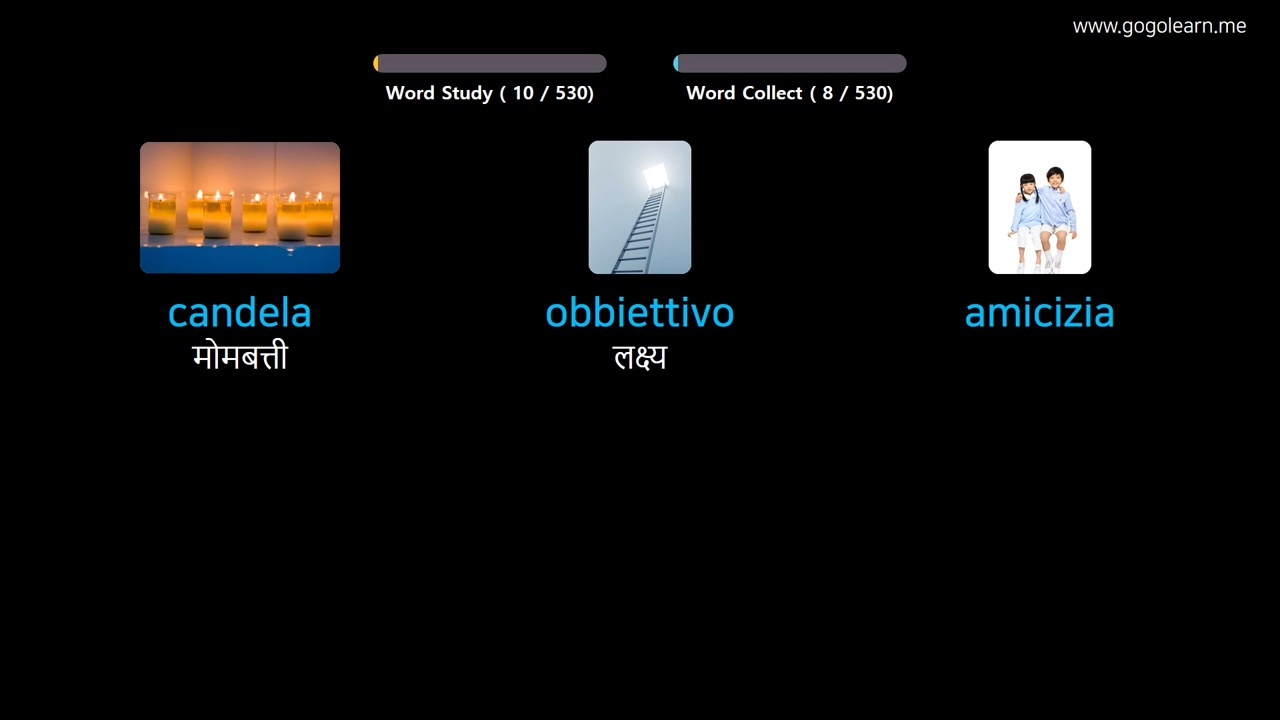 www.gogolearn.me
Word Study ( 10 / 530)
Word Collect ( 8 / 530)
candela
मोमबत्ती
obbiettivo
लक्ष्य
amicizia